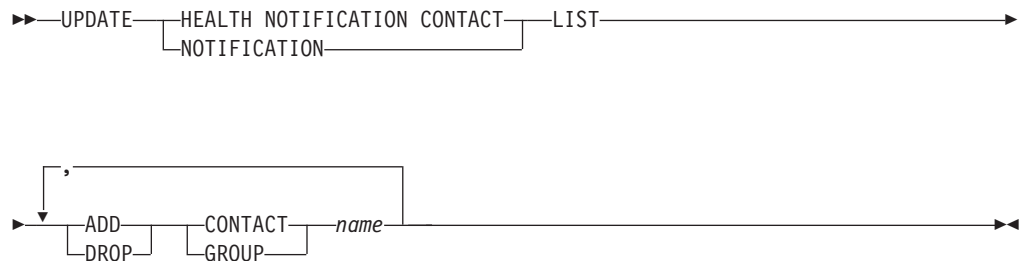 UPDATE HEALTH NOTIFICATION CONTACT LIST
NOTIFICATION
,
ADD CONTACT name
DROP GROUP